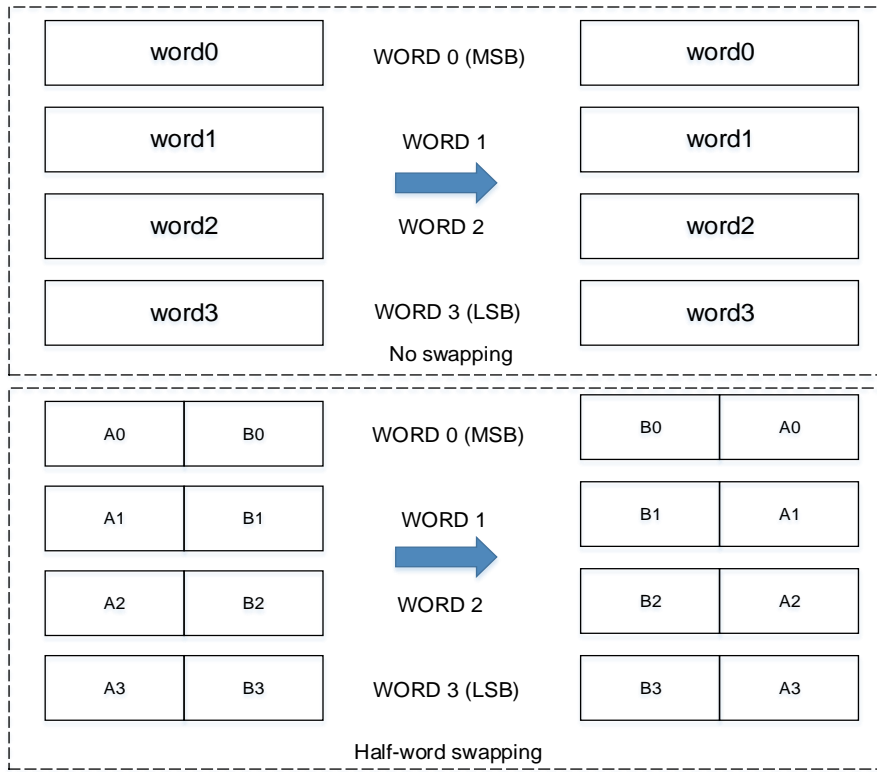 word0 WORD 0 (MSB) word0
word1 WORD 1 word1
word2 WORD 2 word2
word3 WORD 3 (LSB) word3
No swapping
A0 B0 WORD 0 (MSB) B0 A0
A1 B1 WORD 1 B1 A1
A2 B2 WORD 2 B2 A2
A3 B3 WORD 3 (LSB) B3 A3
Half-word swapping